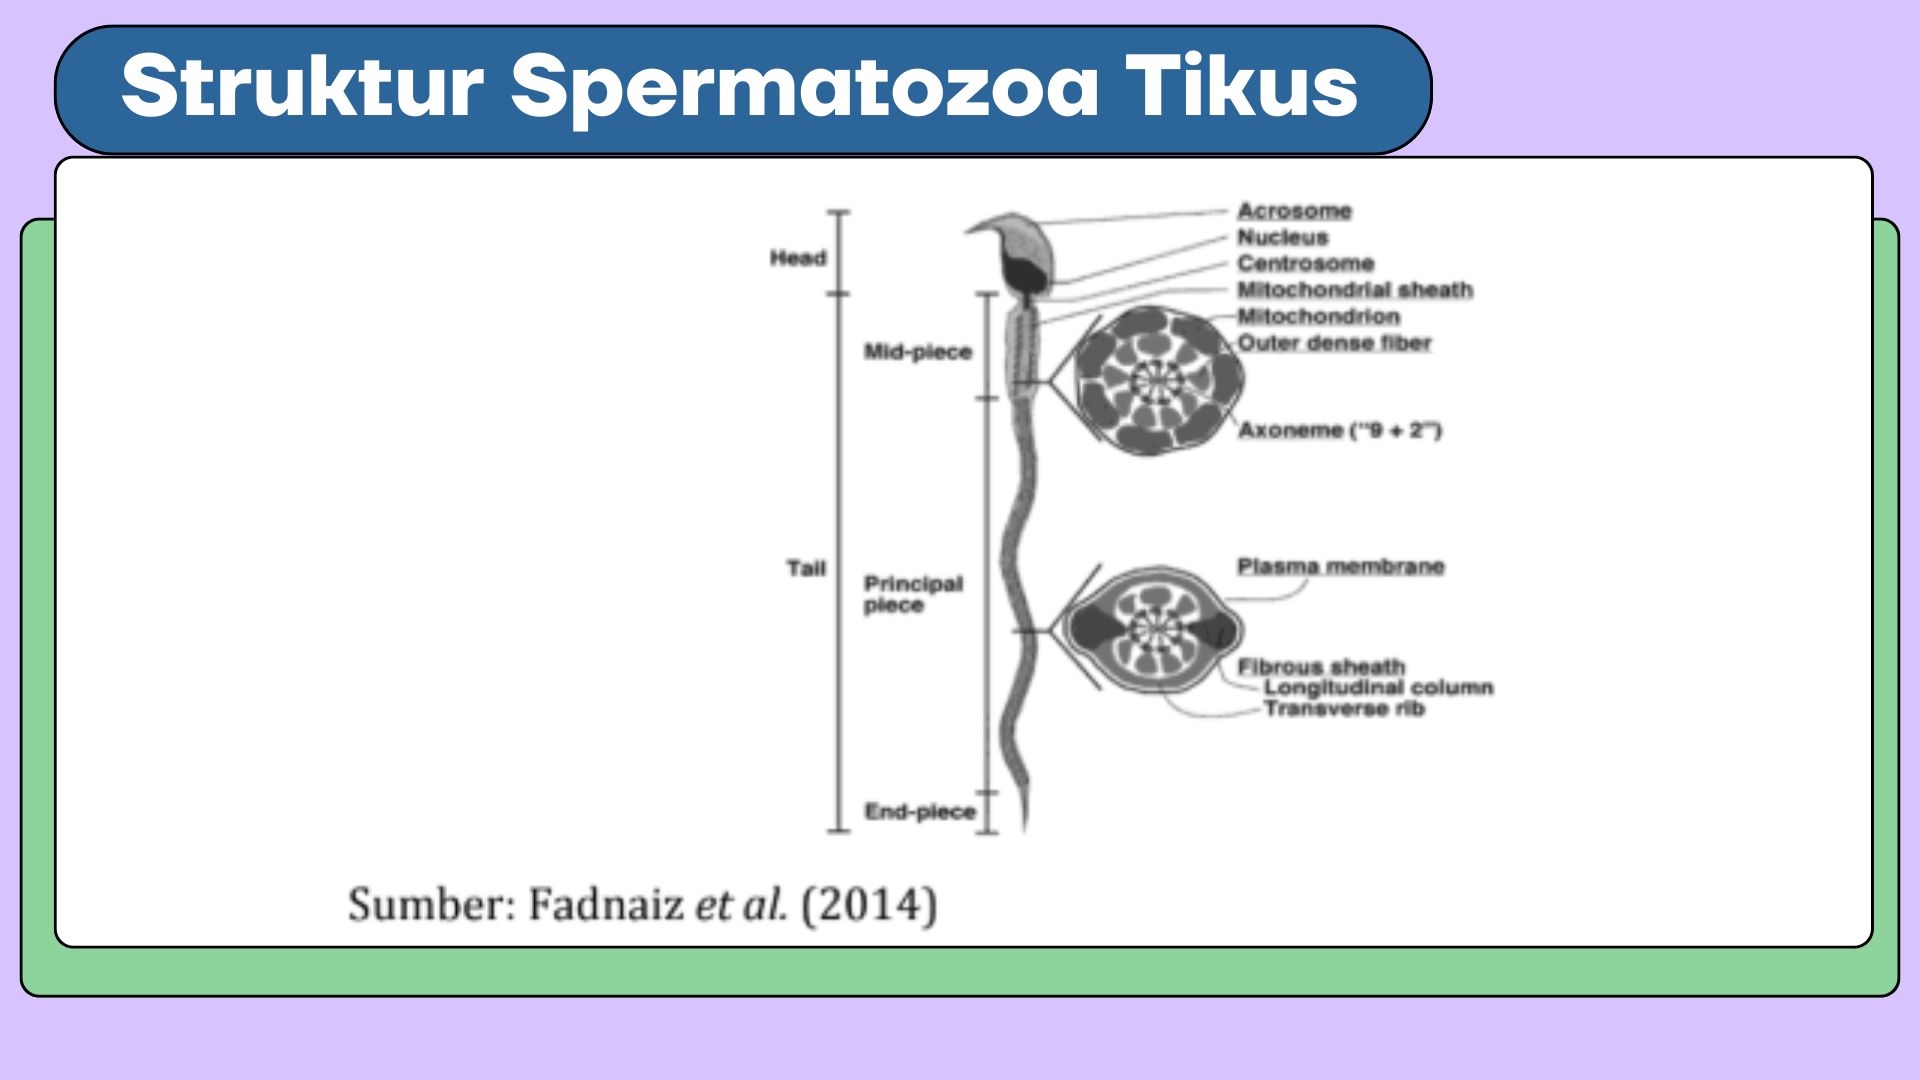 Struktur Spermatozoa Tikus
Head
Tail
Mid-piece
Principal
piece
End-piece
Acrosome
Nucleus
Centrosome
Mitochondrial sheath
Mitochondrion
Outer dense fiber
Axoneme ("9 + 2")
Plasma membrane
Fibrous sheath
Longitudinal column
Transverse rib
Sumber: Fadnaiz et al. (2014)